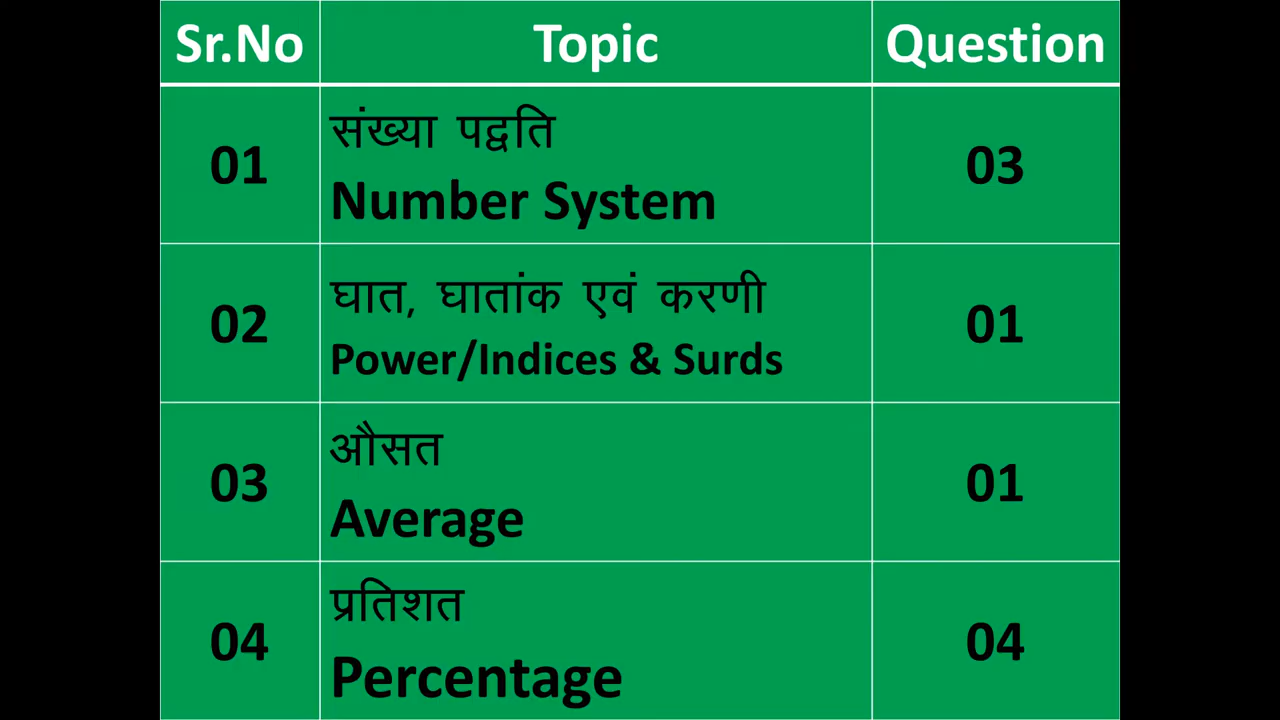 Sr.No Topic Question
01 संख्या पद्वति 03
Number System
02 घात, घातांक एवं करणी 01
Power/Indices & Surds
03 औसत 01
Average
04 प्रतिशत 04
Percentage